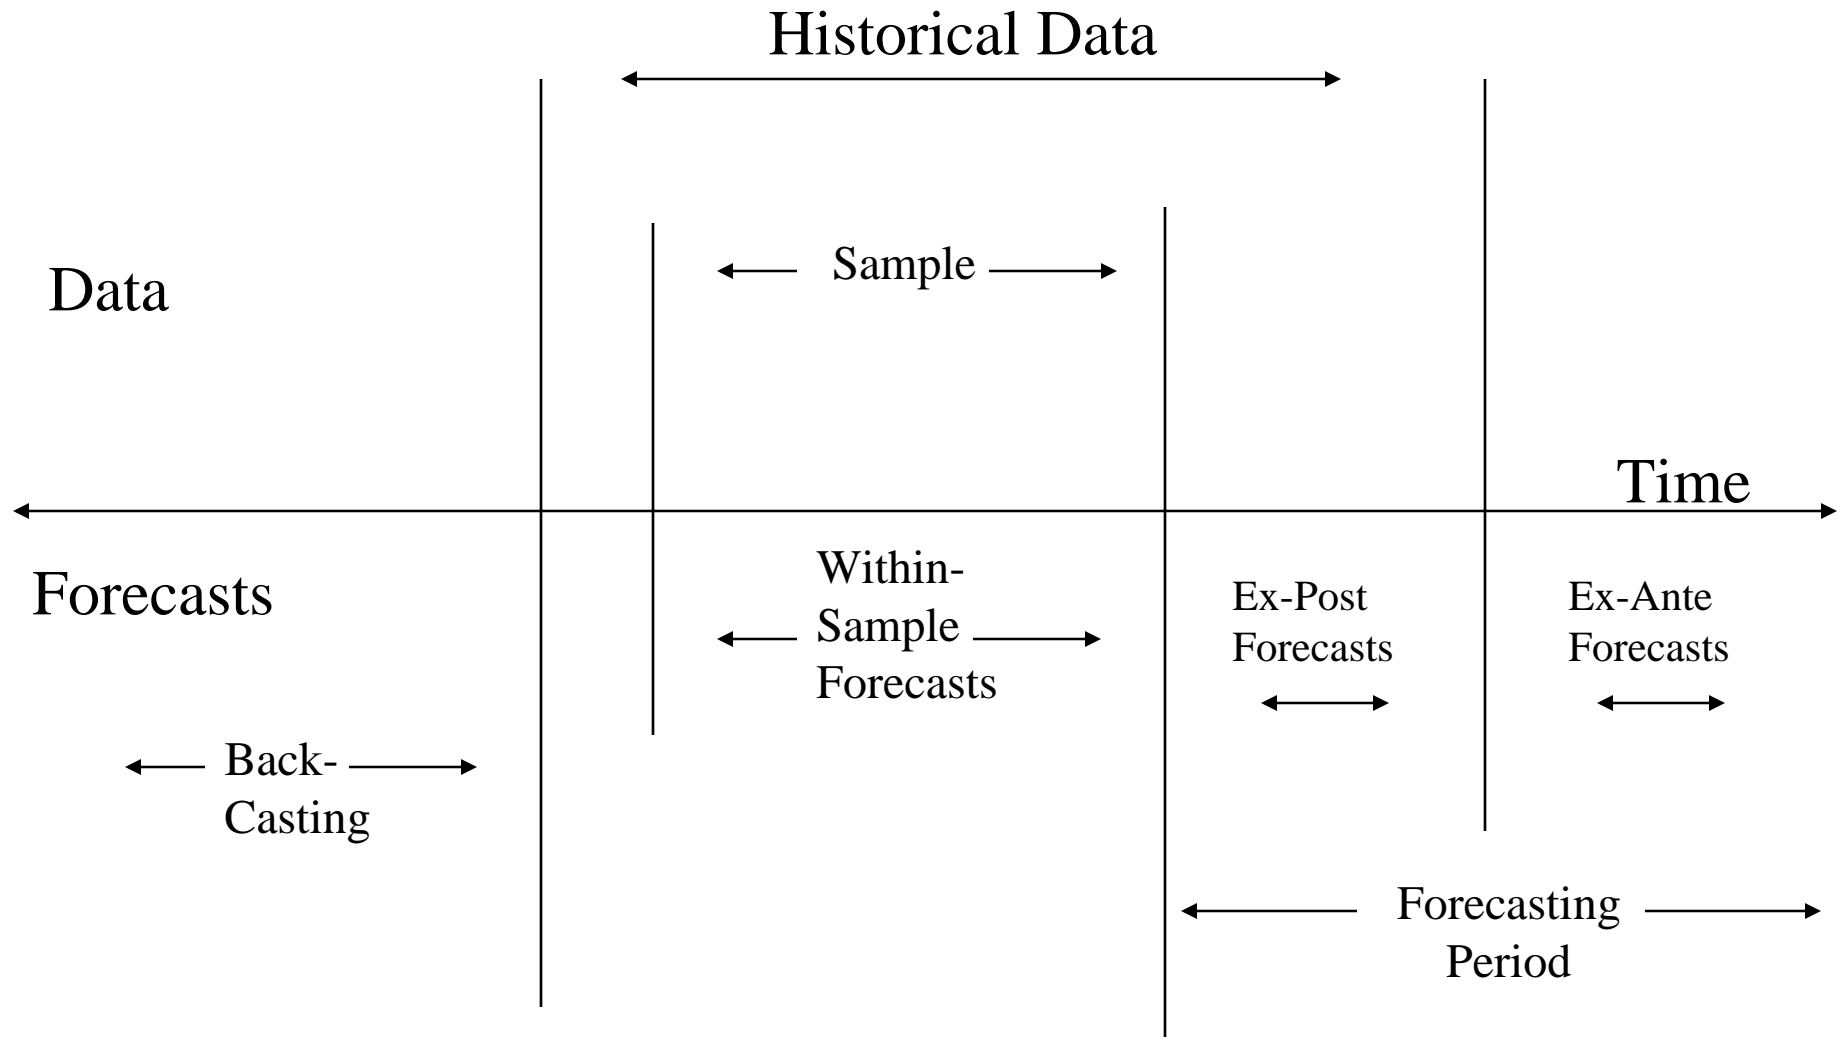 Historical Data
Sample
Data
Time
Within-
Sample
Forecasts
Forecasts
Ex-Post
Forecasts
Ex-Ante
Forecasts
Back-
Casting
Forecasting
Period